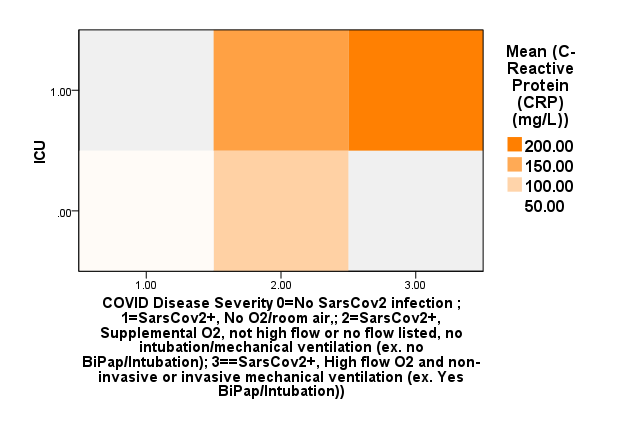 Mean (C-
Reactive
Protein
(CRP)
(mg/L))
200.00
150.00
100.00
50.00
ICU
1.00
.00
1.00 2.00 3.00
COVID Disease Severity 0=No SarsCov2 infection ;
1=SarsCov2+, No O2/room air,; 2=SarsCov2+,
Supplemental O2, not high flow or no flow listed, no
intubation/mechanical ventilation (ex. no
BiPap/Intubation); 3==SarsCov2+, High flow O2 and non-
invasive or invasive mechanical ventilation (ex. Yes
BiPap/Intubation))